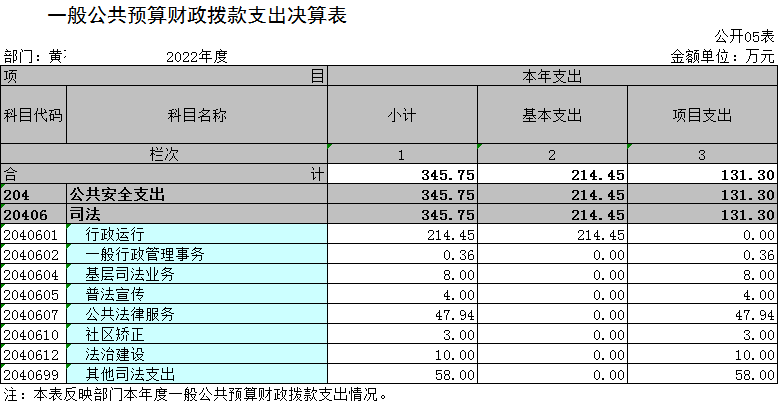 一般公共预算财政拨款支出决算表
公开05表
部门：黄 2022年度 金额单位：万元
项 目 本年支出
科目代码 科目名称 小计 基本支出 项目支出
栏次 1 2 3
合 计 345.75 214.45 131.30
204 公共安全支出 345.75 214.45 131.30
20406 司法 345.75 214.45 131.30
2040601 行政运行 214.45 214.45 0.00
2040602 一般行政管理事务 0.36 0.00 0.36
2040604 基层司法业务 8.00 0.00 8.00
2040605 普法宣传 4.00 0.00 4.00
2040607 公共法律服务 47.94 0.00 47.94
2040610 社区矫正 3.00 0.00 3.00
2040612 法治建设 10.00 0.00 10.00
2040699 其他司法支出 58.00 0.00 58.00
注：本表反映部门本年度一般公共预算财政拨款支出情况。